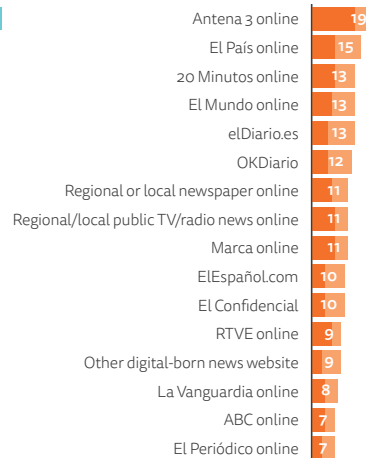 Antena 3 online 19
El País online 15
20 Minutos online 13
El Mundo online 13
elDiario.es 13
OKDiario 12
Regional or local newspaper online 11
Regional/local public TV/radio news online 11
Marca online 11
ElEspañol.com 10
El Confidencial 10
RTVE online 9
Other digital-born news website 9
La Vanguardia online 8
ABC online 7
El Periódico online 7